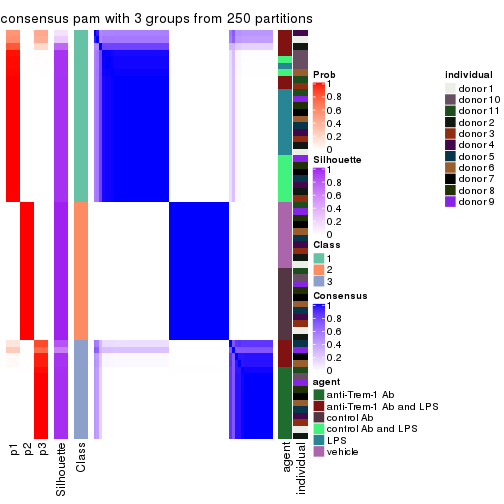 consensus pam with 3 groups from 250 partitions
Prob
1
0.8
0.6
0.4
0.2
0
Silhouette
1
0.8
0.6
0.4
0.2
0
Class
1
2
3
Consensus
1
0.8
0.6
0.4
0.2
0
agent
anti-Trem-1 Ab
anti-Trem-1 Ab and LPS
control Ab
control Ab and LPS
LPS
vehicle
individual
donor 1
donor 10
donor 11
donor 2
donor 3
donor 4
donor 5
donor 6
donor 7
donor 8
donor 9
p1
p2
p3
Silhouette
Class
agent
individual